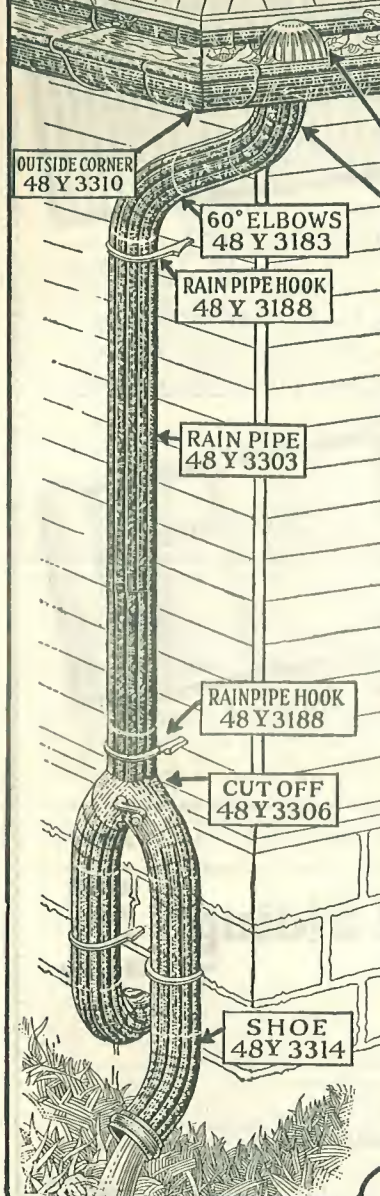 OUTSIDE CORNER
48 Y 3310
60° ELBOWS
48 Y 3183
RAIN PIPE HOOK
48 Y 3188
RAIN PIPE
48 Y 3303
RAINPIPE HOOK
48 Y 3188
CUT OFF
48 Y 3306
SHOE
48Y 3314